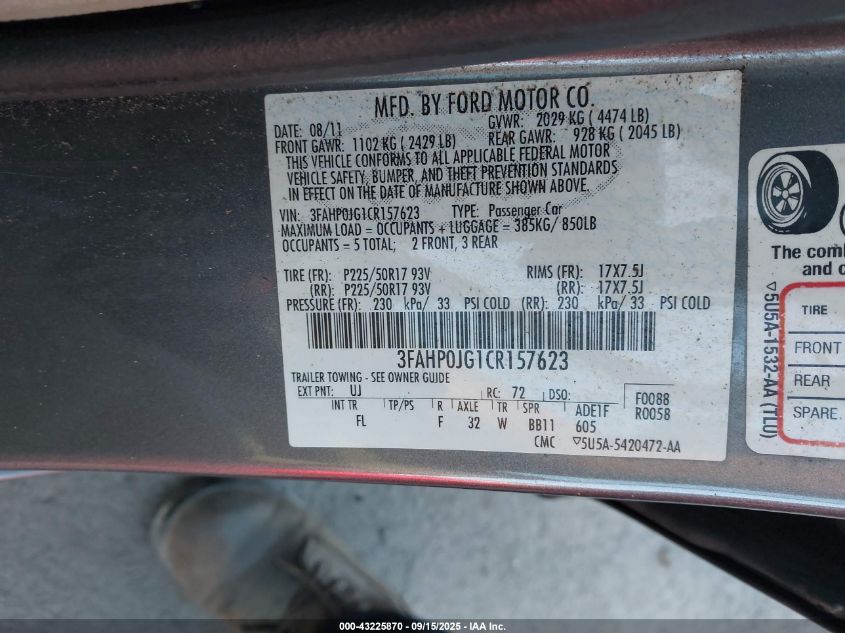 MFD. BY FORD MOTOR CO.
DATE: 08/11 GVWR: 2029 KG ( 4474 LB)
FRONT GAWR: 1102 KG ( 2429 LB) REAR GAWR: 928 KG ( 2045 LB)
THIS VEHICLE CONFORMS TO ALL APPLICABLE FEDERAL MOTOR
VEHICLE SAFETY, BUMPER, AND THEFT PREVENTION STANDARDS
IN EFFECT ON THE DATE OF MANUFACTURE SHOWN ABOVE.
VIN: 3FAHP0JG1CR157623 TYPE: Passenger Car
MAXIMUM LOAD = OCCUPANTS + LUGGAGE = 385KG/ 850LB
OCCUPANTS = 5 TOTAL; 2 FRONT, 3 REAR
TIRE (FR): P225/50R17 93V RIMS (FR): 17X7.5J
(RR): P225/50R17 93V (RR): 17X7.5J
PRESSURE (FR): 230 kPa/ 33 PSI COLD (RR): 230 kPa/ 33 PSI COLD
3FAHP0JG1CR157623
TRAILER TOWING - SEE OWNER GUIDE
EXT PNT: UJ RC: 72 DSO: F0088
R0058
INT TR TP/PS R AXLE TR SPR ADE1F
FL F 32 W BB11 605
CMC ▽5U5A-5420472-AA
The comb
and c
TIRE
FRONT
REAR
SPARE
▽5U5A-1532-AA (TLU)
000-43225870 - 09/15/2025 - IAA Inc.